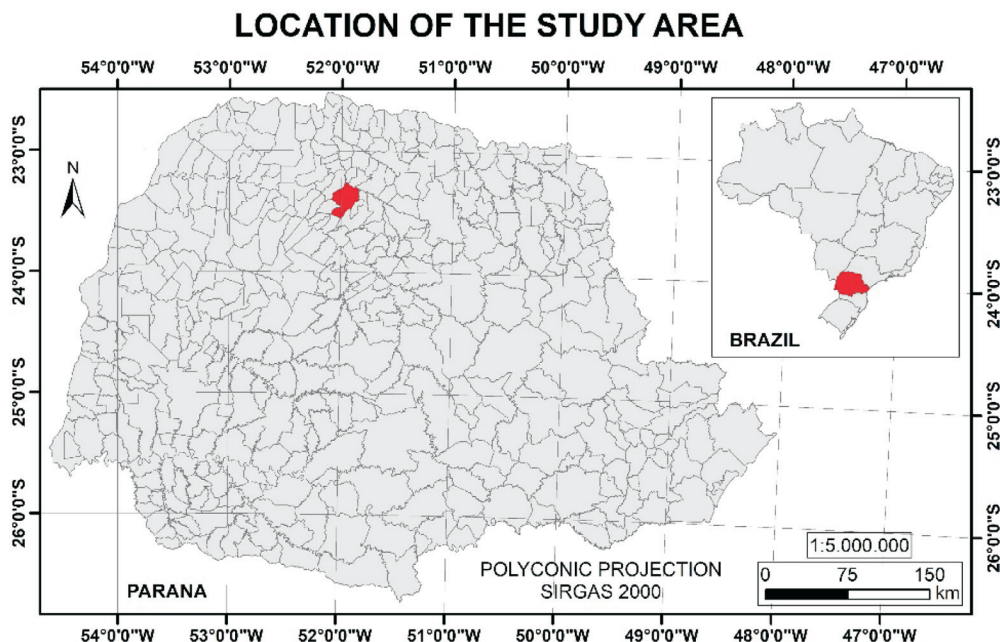 LOCATION OF THE STUDY AREA
54°0'0"W 53°0'0"W 52°0'0"W 51°0'0"W 50°0'0"W 49°0'0"W 48°0'0"W 47°0'0"W
23°0'0"S
24°0'0"S
25°0'0"S
26°0'0"S
N
BRAZIL
23°0'0"S
24°0'0"S
25°0'0"S
26°0'0"S
PARANA
POLYCONIC PROJECTION
SIRGAS 2000
1:5.000.000
0 75 150
km
54°0'0"W 53°0'0"W 52°0'0"W 51°0'0"W 50°0'0"W 49°0'0"W 48°0'0"W 47°0'0"W